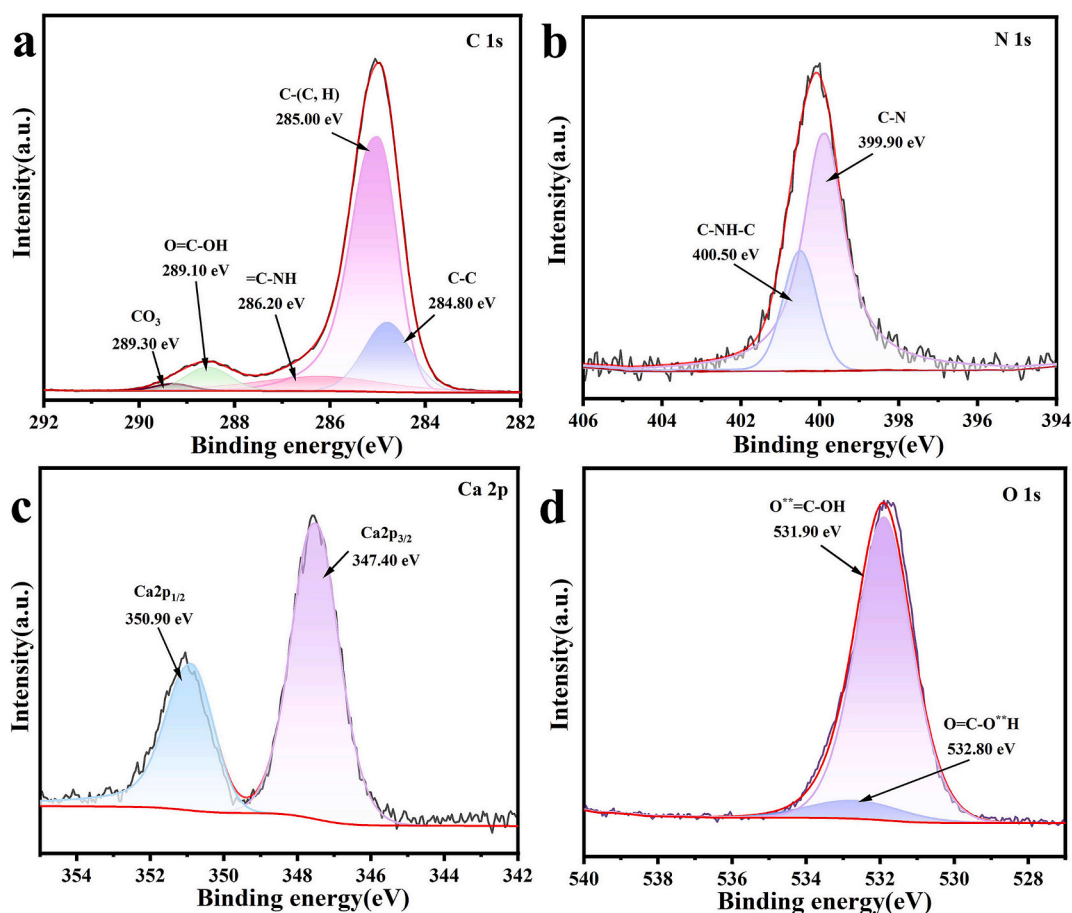 a
C 1s
C-(C, H)
285.00 eV
O=C-OH
289.10 eV
=C-NH
286.20 eV
C-C
284.80 eV
CO3
289.30 eV
Intensity(a.u.)
292 290 288 286 284 282
Binding energy(eV)
b
N 1s
C-N
399.90 eV
C-NH-C
400.50 eV
Intensity(a.u.)
406 404 402 400 398 396 394
Binding energy(eV)
c
Ca 2p
Ca2p3/2
347.40 eV
Ca2p1/2
350.90 eV
Intensity(a.u.)
354 352 350 348 346 344 342
Binding energy(eV)
d
O 1s
O**=C-OH
531.90 eV
O=C-O**H
532.80 eV
Intensity(a.u.)
540 538 536 534 532 530 528
Binding energy(eV)